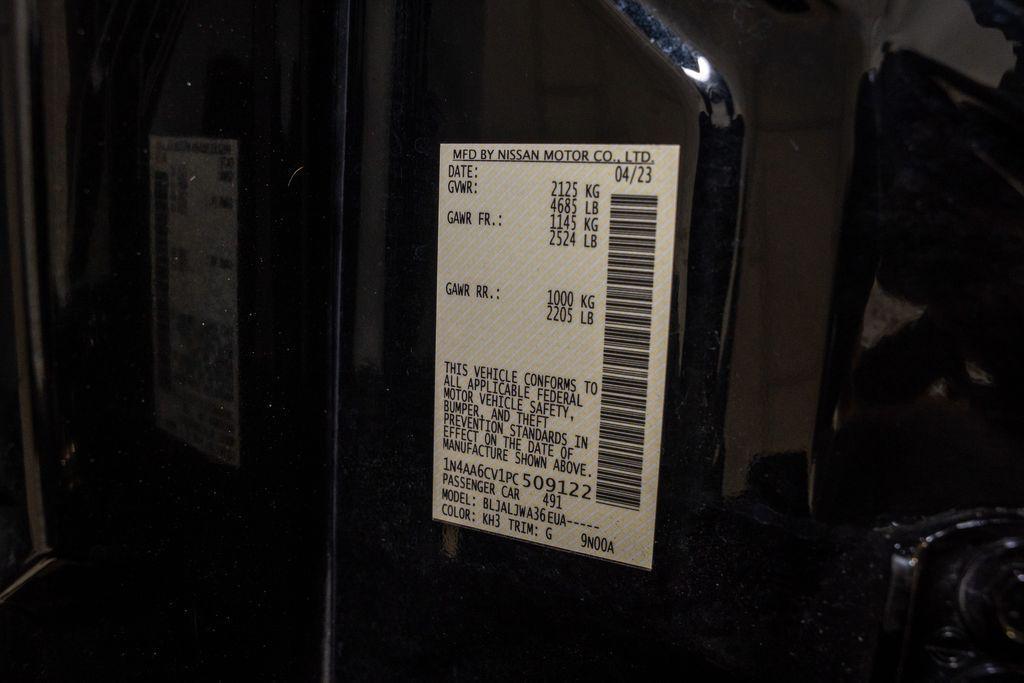 MFD BY NISSAN MOTOR CO., LTD.
DATE: 04/23
GVWR: 2125 KG
4685 LB
GAWR FR.: 1145 KG
2524 LB
GAWR RR.: 1000 KG
2205 LB
THIS VEHICLE CONFORMS TO
ALL APPLICABLE FEDERAL
MOTOR VEHICLE SAFETY,
BUMPER, AND THEFT
PREVENTION STANDARDS IN
EFFECT ON THE DATE OF
MANUFACTURE SHOWN ABOVE.
1N4AA6CV1PC509122
PASSENGER CAR 491
MODEL: BLJALJWA36EUA-----
COLOR: KH3 TRIM: G 9N00A